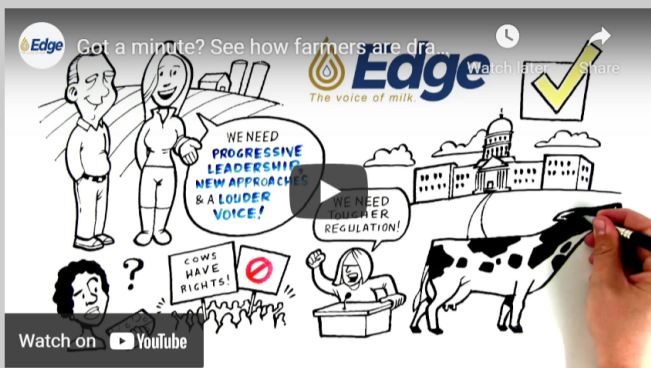 Edge
Got a minute? See how farmers are dra...
Watch later
Share
Edge
The voice of milk.
WE NEED
PROGRESSIVE
LEADERSHIP,
NEW APPROACHES
& A LOUDER
VOICE!
WE NEED
TOUGHER
REGULATION!
COWS
HAVE
RIGHTS!
?
Watch on YouTube